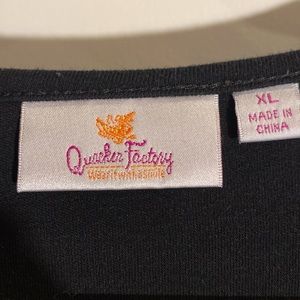 Quacker Factory
Wear it with a Smile
XL
MADE IN
CHINA